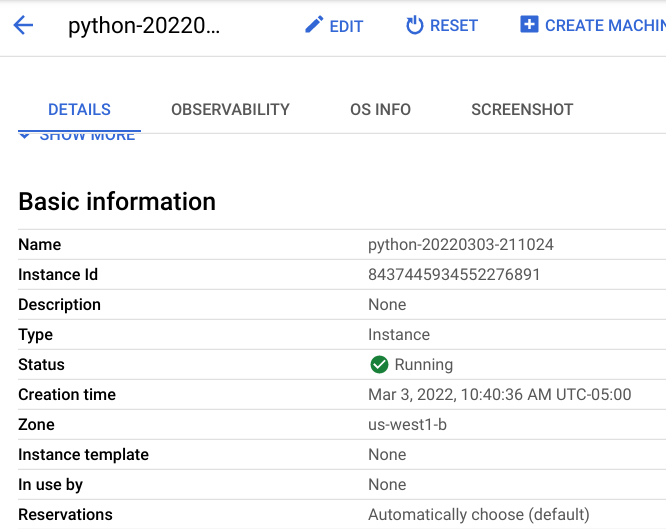 python-20220...
EDIT
RESET
CREATE MACHIN
DETAILS
OBSERVABILITY
OS INFO
SCREENSHOT
SHOW MORE
Basic information
Name python-20220303-211024
Instance Id 8437445934552276891
Description None
Type Instance
Status Running
Creation time Mar 3, 2022, 10:40:36 AM UTC-05:00
Zone us-west1-b
Instance template None
In use by None
Reservations Automatically choose (default)